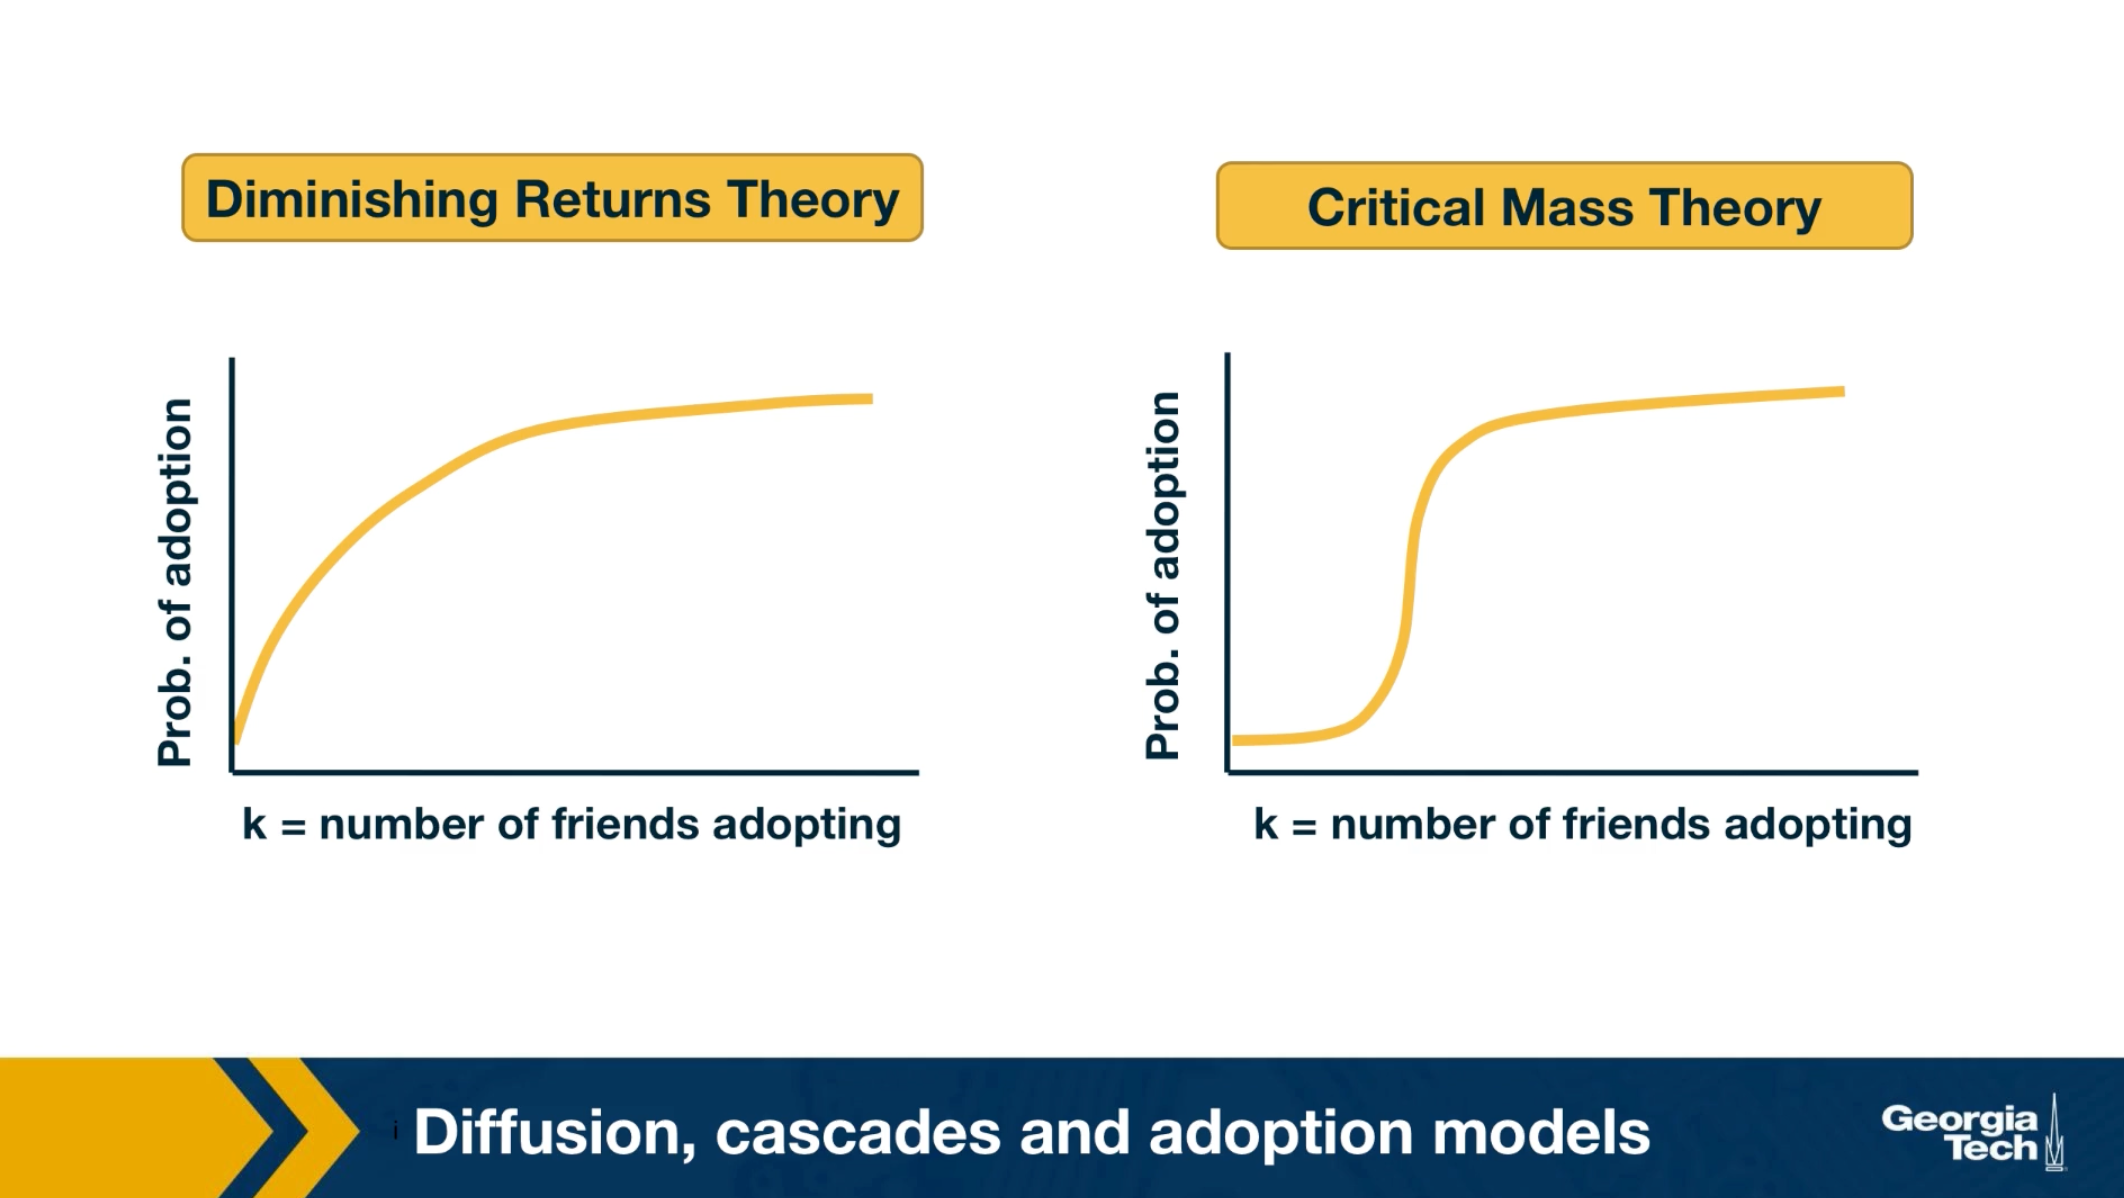 Diminishing Returns Theory
Critical Mass Theory
Prob. of adoption
k = number of friends adopting
Prob. of adoption
k = number of friends adopting
i
Diffusion, cascades and adoption models
Georgia
Tech